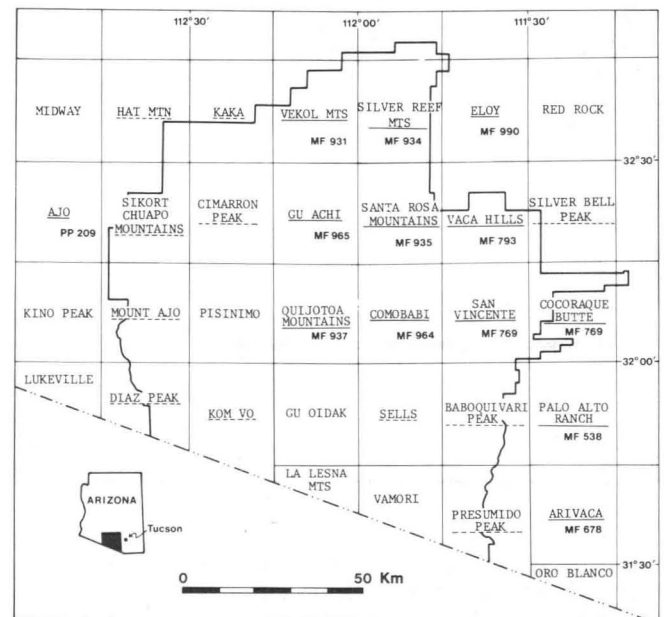 112°30' 112°00' 111°30'
MIDWAY HAT MTN KAKA VEKOL MTS SILVER REEF MTS ELOY RED ROCK
MF 931 MF 934 MF 990
32°30'
AJO SIKORT CHUAPO MOUNTAINS CIMARRON PEAK GU ACHI SANTA ROSA MOUNTAINS VACA HILLS SILVER BELL PEAK
PP 209 MF 965 MF 935 MF 793
KINO PEAK MOUNT AJO PISINIMO QUIJOTOA MOUNTAINS COMOBABI SAN VINCENTE COCORAQUE BUTTE
MF 937 MF 964 MF 769 MF 769
32°00'
LUKEVILLE DIAZ PEAK KOM VO GU OIDAK SELLS BABOQUIVARI PEAK PALO ALTO RANCH
MF 538
LA LESNA MTS VAMORI PRESUMIDO PEAK ARIVACA
MF 678
31°30'
ORO BLANCO
ARIZONA
Tucson
0 50 Km